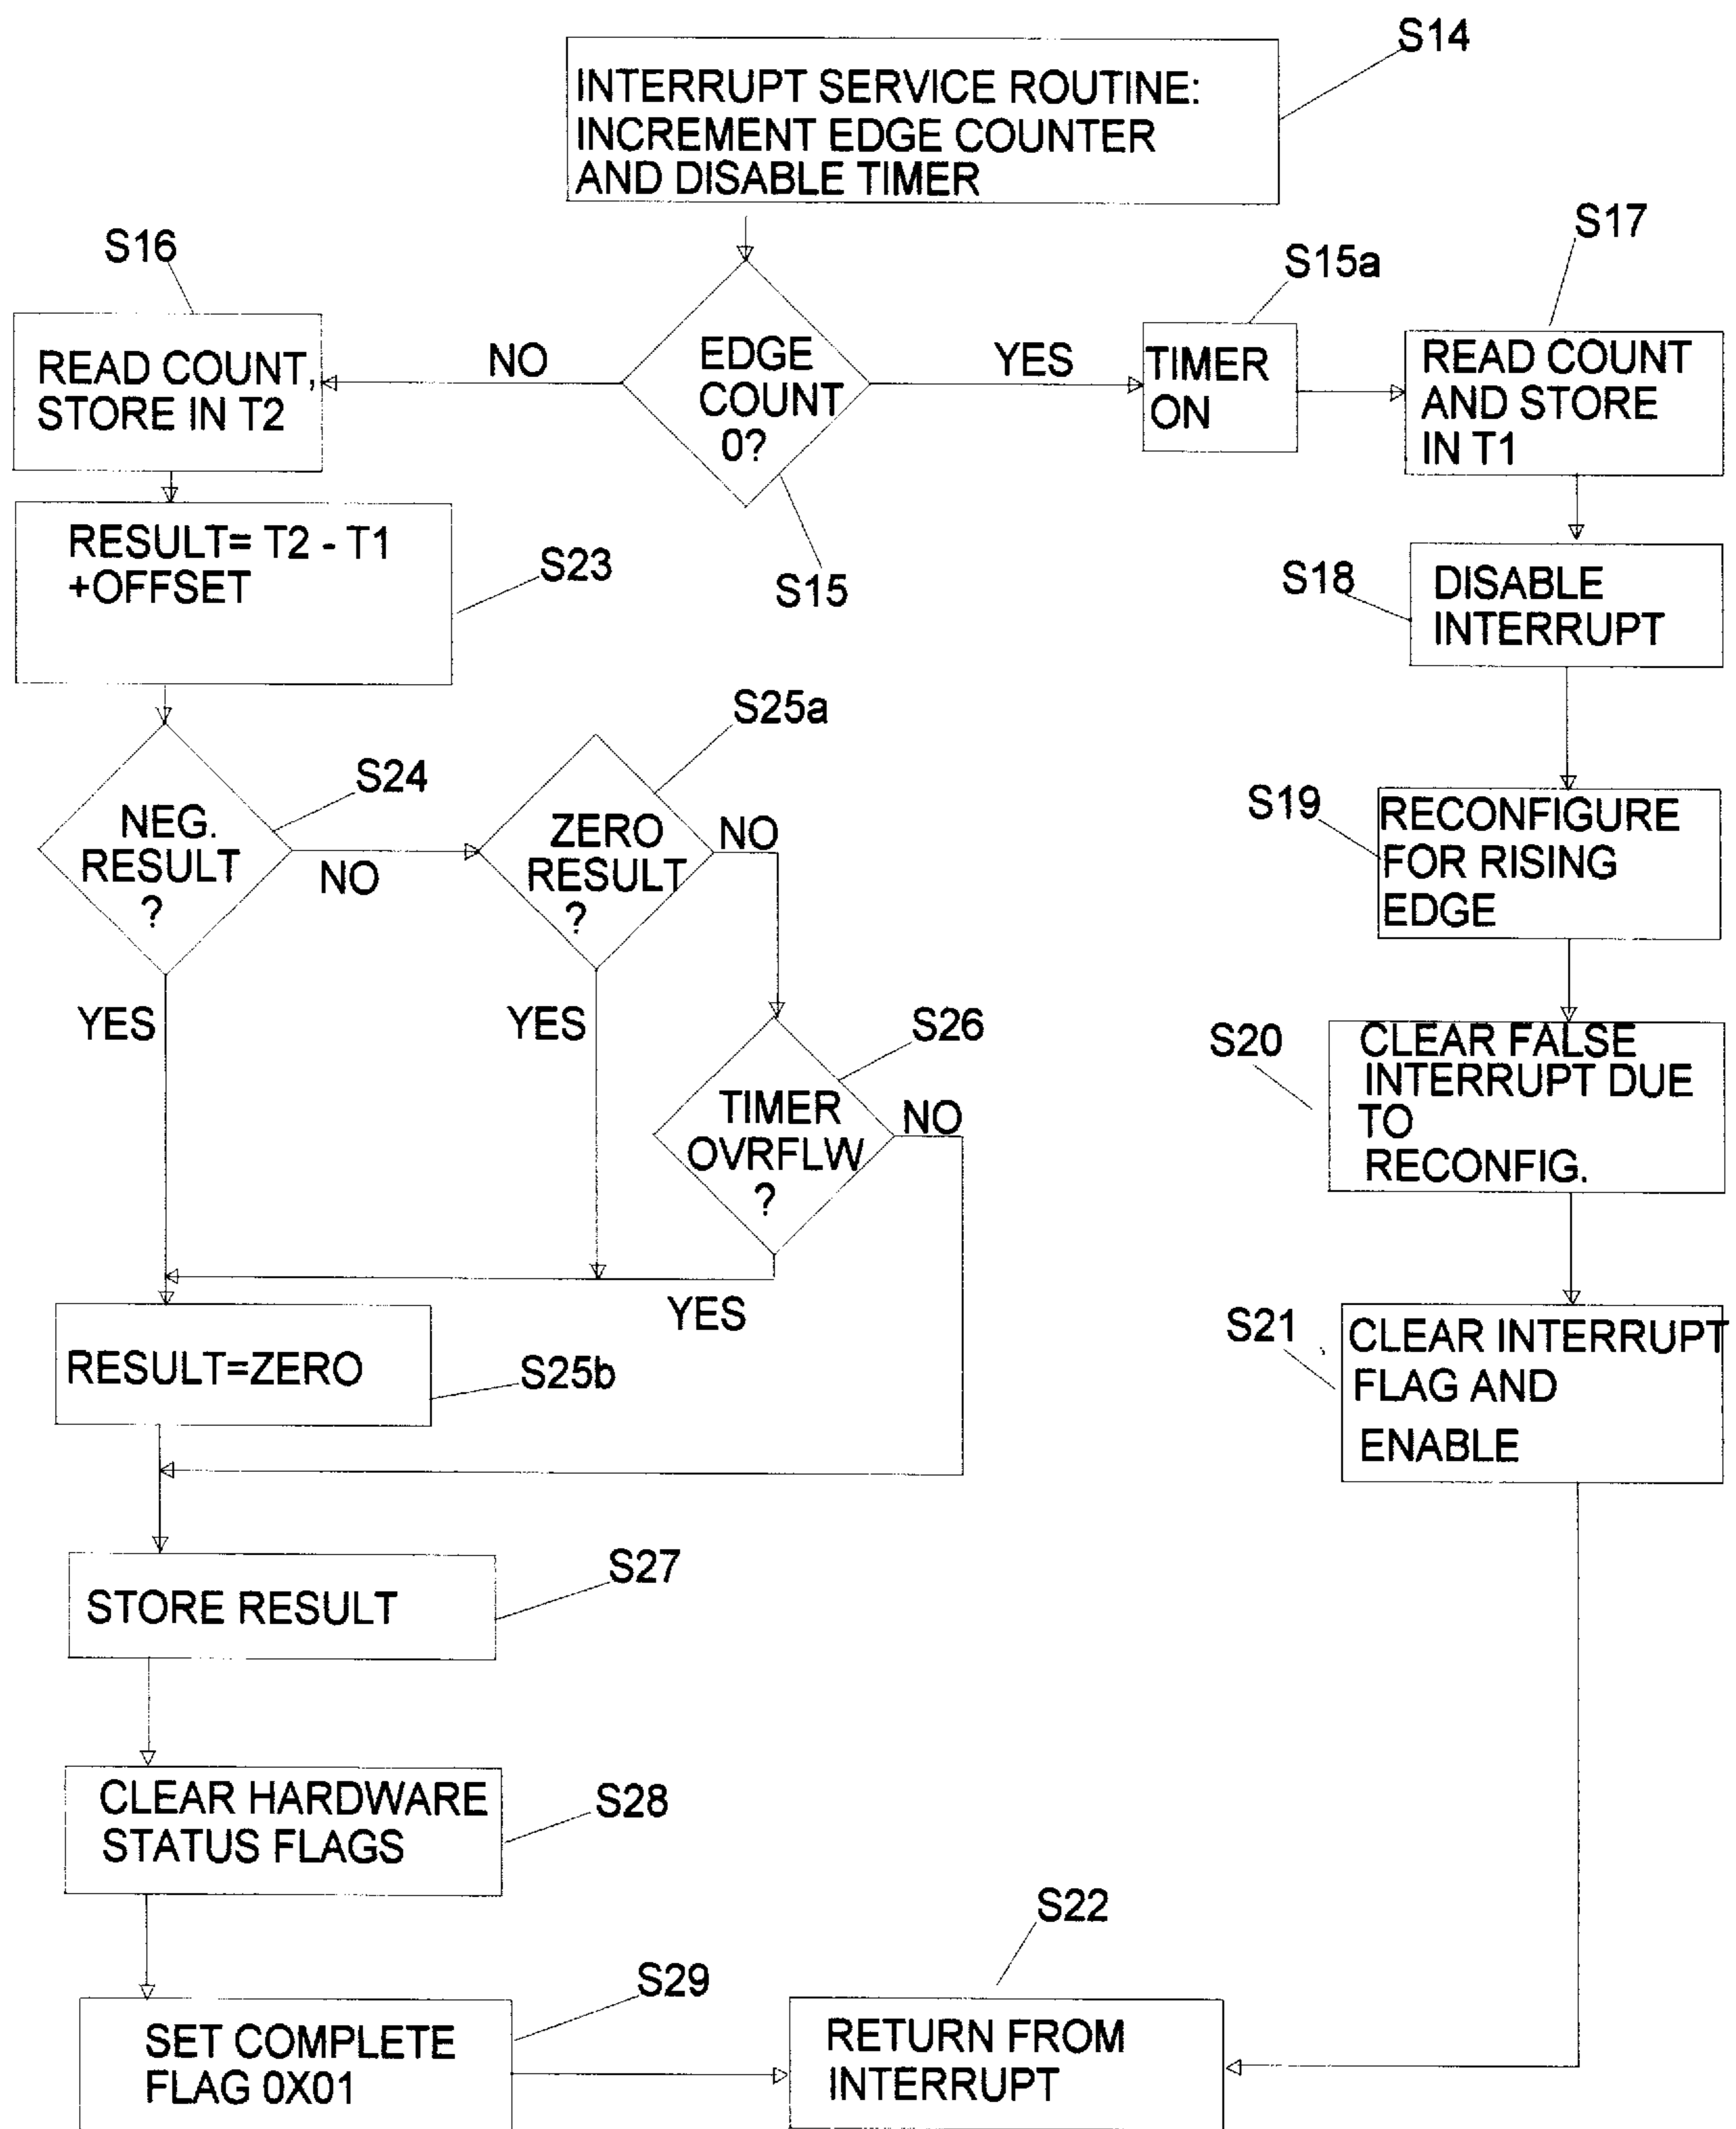 S14
INTERRUPT SERVICE ROUTINE:
INCREMENT EDGE COUNTER
AND DISABLE TIMER
S16
READ COUNT,
STORE IN T2
NO
EDGE
COUNT
0?
S15
YES
S15a
TIMER
ON
S17
READ COUNT
AND STORE
IN T1
RESULT= T2 - T1
+OFFSET
S23
S18
DISABLE
INTERRUPT
S24
NEG.
RESULT
?
NO
YES
S25a
ZERO
RESULT
?
NO
YES
S19
RECONFIGURE
FOR RISING
EDGE
S26
TIMER
OVRFLW
?
NO
YES
S20
CLEAR FALSE
INTERRUPT DUE
TO
RECONFIG.
RESULT=ZERO
S25b
S21
CLEAR INTERRUPT
FLAG AND
ENABLE
S27
STORE RESULT
CLEAR HARDWARE
STATUS FLAGS
S28
S29
SET COMPLETE
FLAG 0X01
S22
RETURN FROM
INTERRUPT